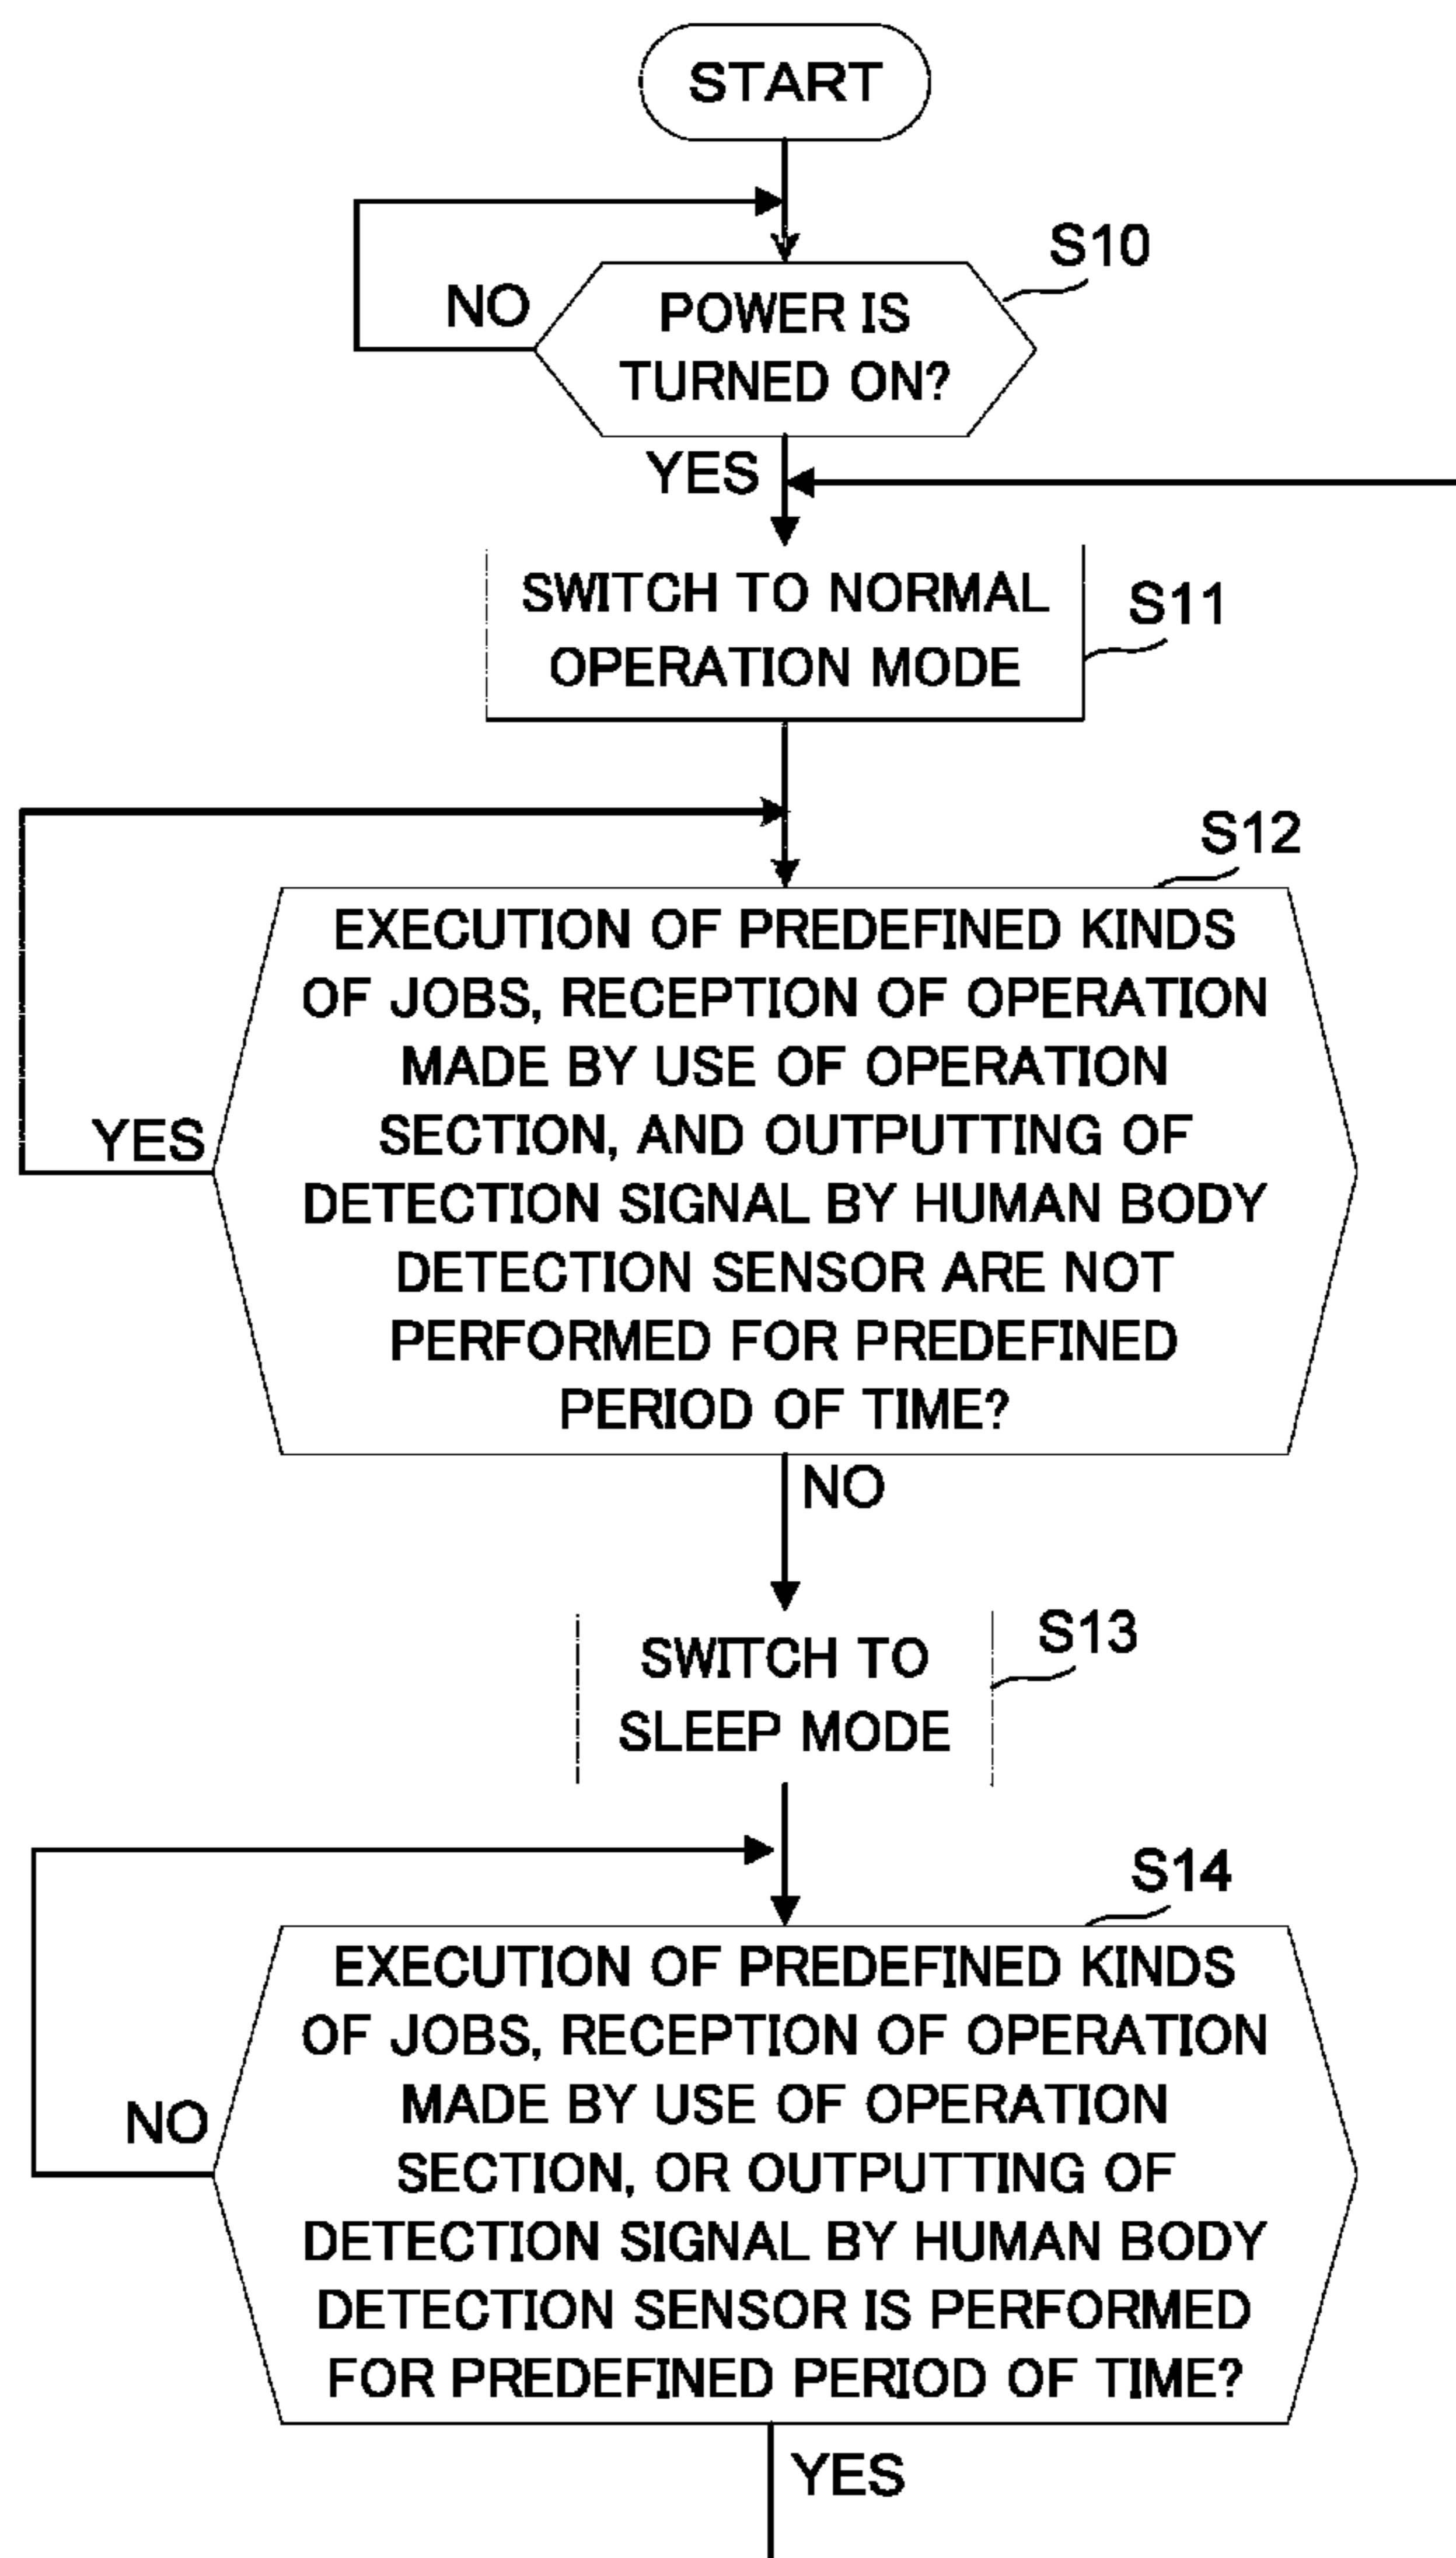 START
S10
NO
POWER IS
TURNED ON?
YES
SWITCH TO NORMAL
OPERATION MODE
S11
S12
EXECUTION OF PREDEFINED KINDS
OF JOBS, RECEPTION OF OPERATION
MADE BY USE OF OPERATION
SECTION, AND OUTPUTTING OF
YES
DETECTION SIGNAL BY HUMAN BODY
DETECTION SENSOR ARE NOT
PERFORMED FOR PREDEFINED
PERIOD OF TIME?
NO
S13
SWITCH TO
SLEEP MODE
S14
EXECUTION OF PREDEFINED KINDS
OF JOBS, RECEPTION OF OPERATION
MADE BY USE OF OPERATION
NO
SECTION, OR OUTPUTTING OF
DETECTION SIGNAL BY HUMAN BODY
DETECTION SENSOR IS PERFORMED
FOR PREDEFINED PERIOD OF TIME?
YES